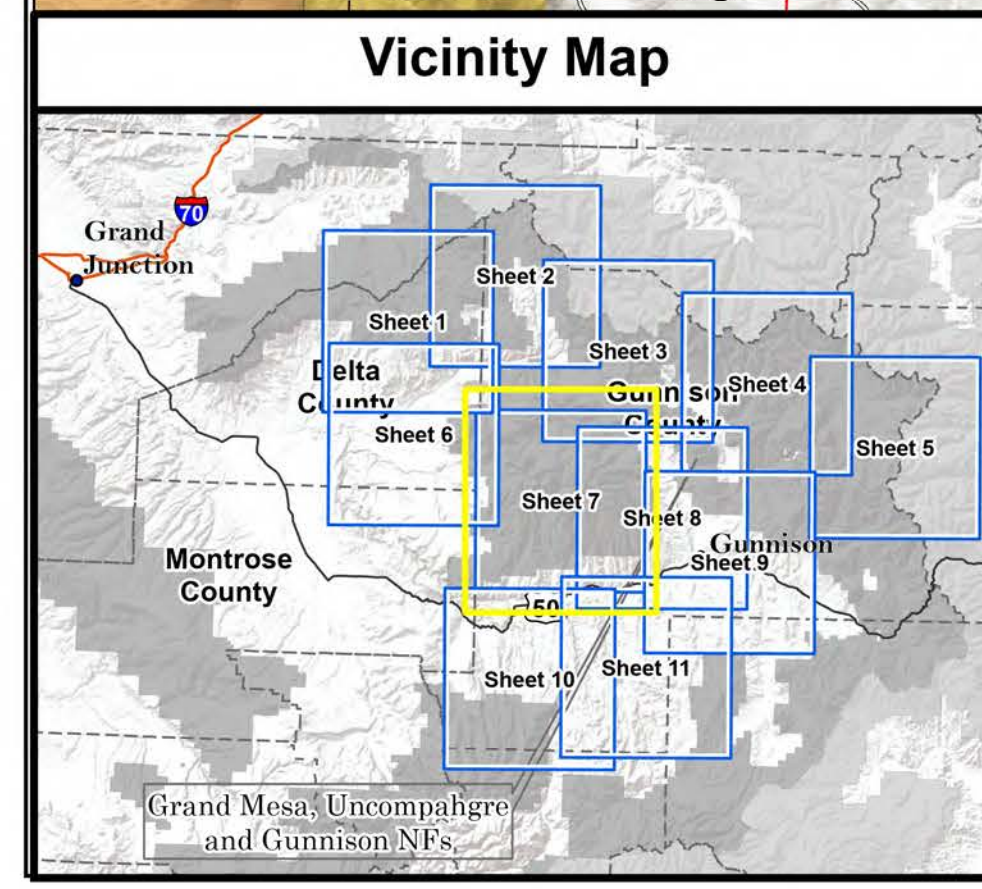 Vicinity Map
70
Grand
Junction
Sheet 2
Sheet 1
Sheet 3
Delta
County
Gunnison
County
Sheet 4
Sheet 6
Sheet 5
Sheet 7
Sheet 8
Gunnison
Sheet 9
Montrose
County
50
Sheet 11
Sheet 10
Grand Mesa, Uncompahgre
and Gunnison NFs